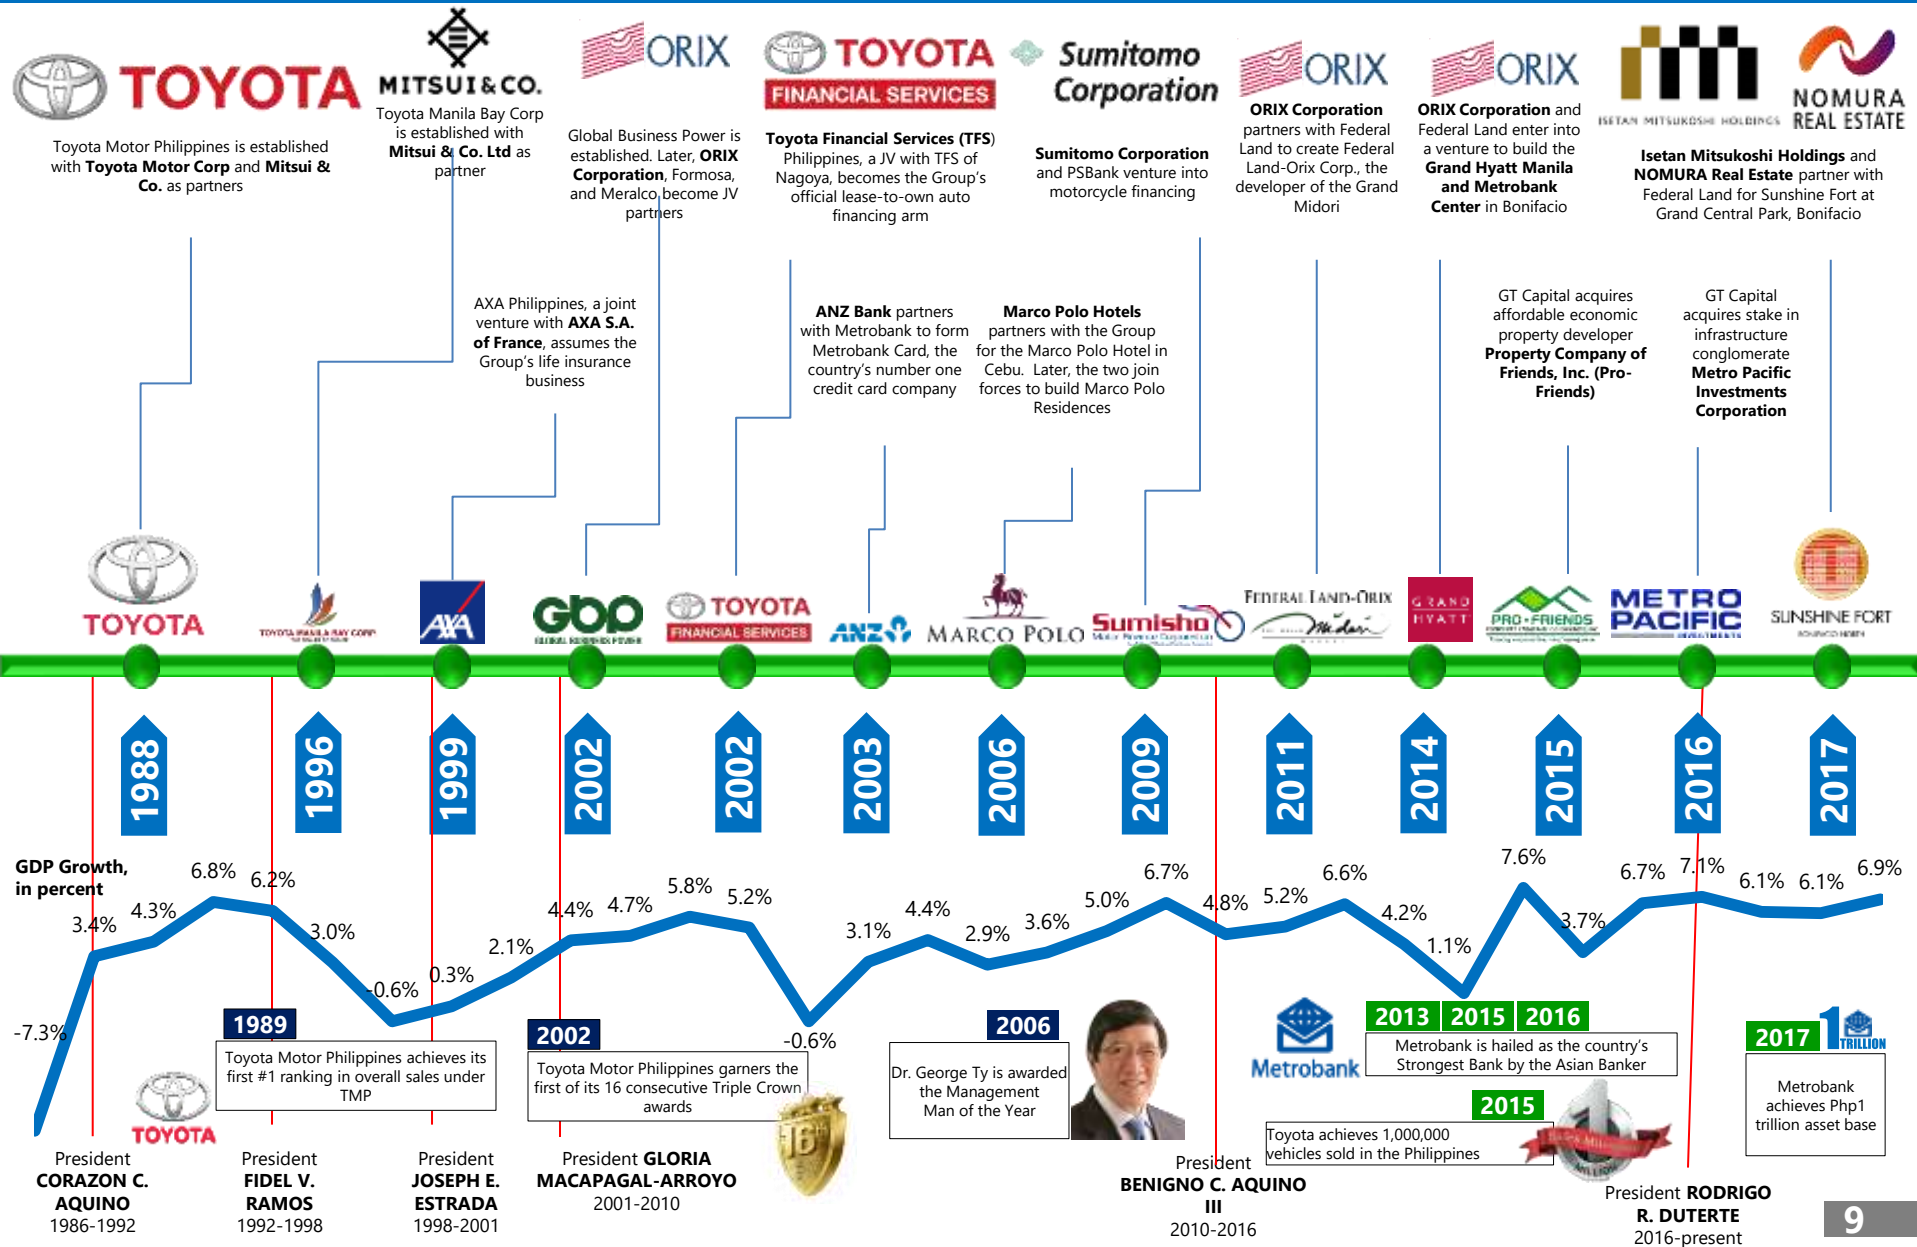 TOYOTA
MITSUI & CO.
ORIX
TOYOTA
FINANCIAL SERVICES
Sumitomo
Corporation
ORIX
ORIX
ISETAN MITSUKOSHI HOLDINGS
NOMURA
REAL ESTATE
Toyota Motor Philippines is established
with Toyota Motor Corp and Mitsui &
Co. as partners
Toyota Manila Bay Corp
is established with
Mitsui & Co. Ltd as
partner
Global Business Power is
established. Later, ORIX
Corporation, Formosa,
and Meralco become JV
partners
Toyota Financial Services (TFS)
Philippines, a JV with TFS of
Nagoya, becomes the Group's
official lease-to-own auto
financing arm
Sumitomo Corporation
and PSBank venture into
motorcycle financing
ORIX Corporation
partners with Federal
Land to create Federal
Land-Orix Corp., the
developer of the Grand
Midori
ORIX Corporation and
Federal Land enter into
a venture to build the
Grand Hyatt Manila
and Metrobank
Center in Bonifacio
Isetan Mitsukoshi Holdings and
NOMURA Real Estate partner with
Federal Land for Sunshine Fort at
Grand Central Park, Bonifacio
AXA Philippines, a joint
venture with AXA S.A.
of France, assumes the
Group's life insurance
business
ANZ Bank partners
with Metrobank to form
Metrobank Card, the
country's number one
credit card company
Marco Polo Hotels
partners with the Group
for the Marco Polo Hotel in
Cebu.  Later, the two join
forces to build Marco Polo
Residences
GT Capital acquires
affordable economic
property developer
Property Company of
Friends, Inc. (Pro-
Friends)
GT Capital
acquires stake in
infrastructure
conglomerate
Metro Pacific
Investments
Corporation
TOYOTA
TOYOTA MANILA BAY CORP
AXA
GBP
GLOBAL BUSINESS POWER
TOYOTA
FINANCIAL SERVICES
ANZ
MARCO POLO
Sumisho
Motor Finance Corporation
FEDERAL LAND-ORIX
Midori
GRAND
HYATT
PRO-FRIENDS
METRO
PACIFIC
INVESTMENTS
SUNSHINE FORT
BONIFACIO NORTH
1988
1996
1999
2002
2002
2003
2006
2009
2011
2014
2015
2016
2017
GDP Growth,
in percent
-7.3%
3.4%
4.3%
6.8%
6.2%
3.0%
-0.6%
0.3%
2.1%
4.4%
4.7%
5.8%
5.2%
-0.6%
3.1%
4.4%
2.9%
3.6%
5.0%
6.7%
4.8%
5.2%
6.6%
4.2%
1.1%
7.6%
3.7%
6.7%
7.1%
6.1%
6.1%
6.9%
1989
Toyota Motor Philippines achieves its
first #1 ranking in overall sales under
TMP
TOYOTA
2002
Toyota Motor Philippines garners the
first of its 16 consecutive Triple Crown
awards
16
2006
Dr. George Ty is awarded
the Management
Man of the Year
Metrobank
2013
2015
2016
Metrobank is hailed as the country's
Strongest Bank by the Asian Banker
2015
Toyota achieves 1,000,000
vehicles sold in the Philippines
1
MILLION
2017
1
TRILLION
Metrobank
achieves Php1
trillion asset base
President
CORAZON C.
AQUINO
1986-1992
President
FIDEL V.
RAMOS
1992-1998
President
JOSEPH E.
ESTRADA
1998-2001
President GLORIA
MACAPAGAL-ARROYO
2001-2010
President
BENIGNO C. AQUINO
III
2010-2016
President RODRIGO
R. DUTERTE
2016-present
9